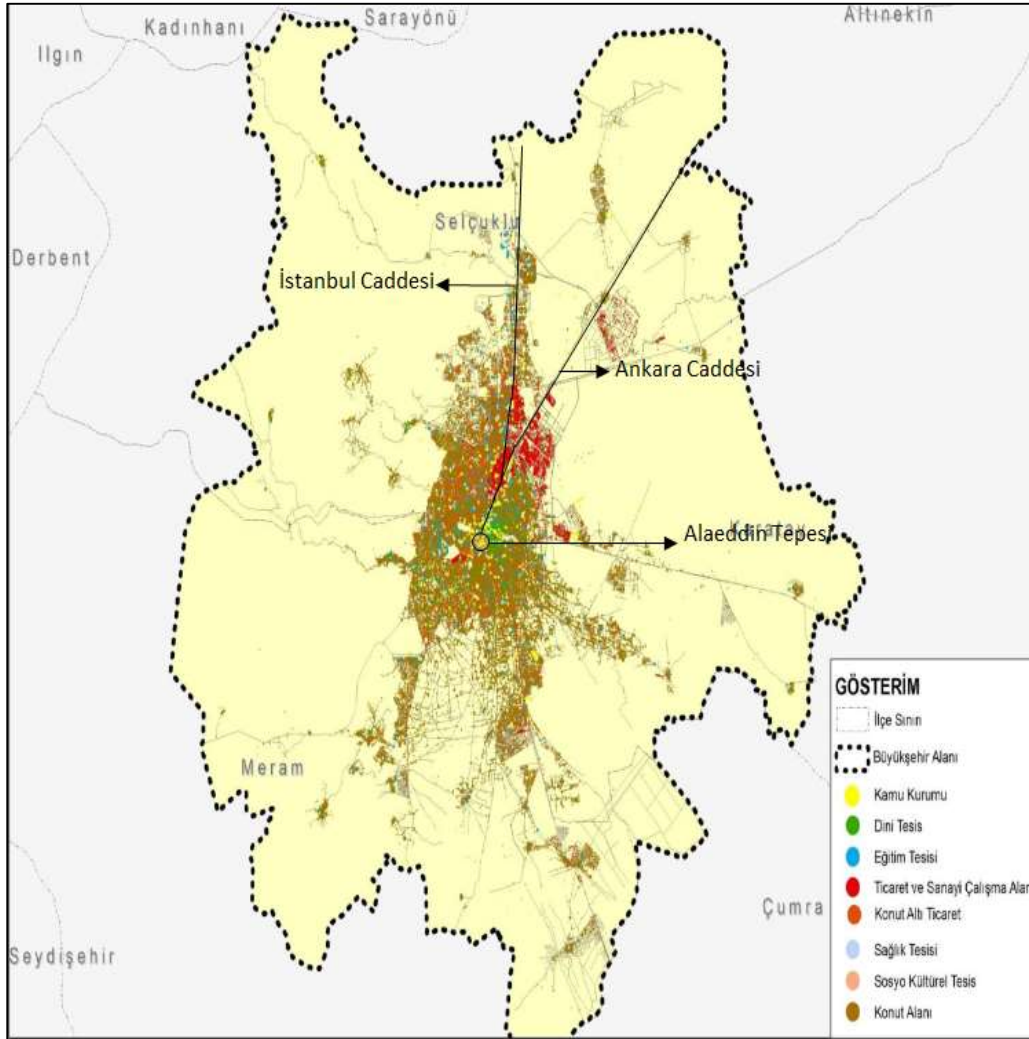 Sarayönü
Altınekin
Kadınhanı
Ilgın
Selçuklu
Derbent
İstanbul Caddesi
Ankara Caddesi
Karatay
Alaeddin Tepesi
Meram
Çumra
Seydişehir
GÖSTERİM
İlçe Sınırı
Büyükşehir Alanı
Kamu Kurumu
Dini Tesis
Eğitim Tesisi
Ticaret ve Sanayi Çalışma Alan
Konut Altı Ticaret
Sağlık Tesisi
Sosyo Kültürel Tesis
Konut Alanı